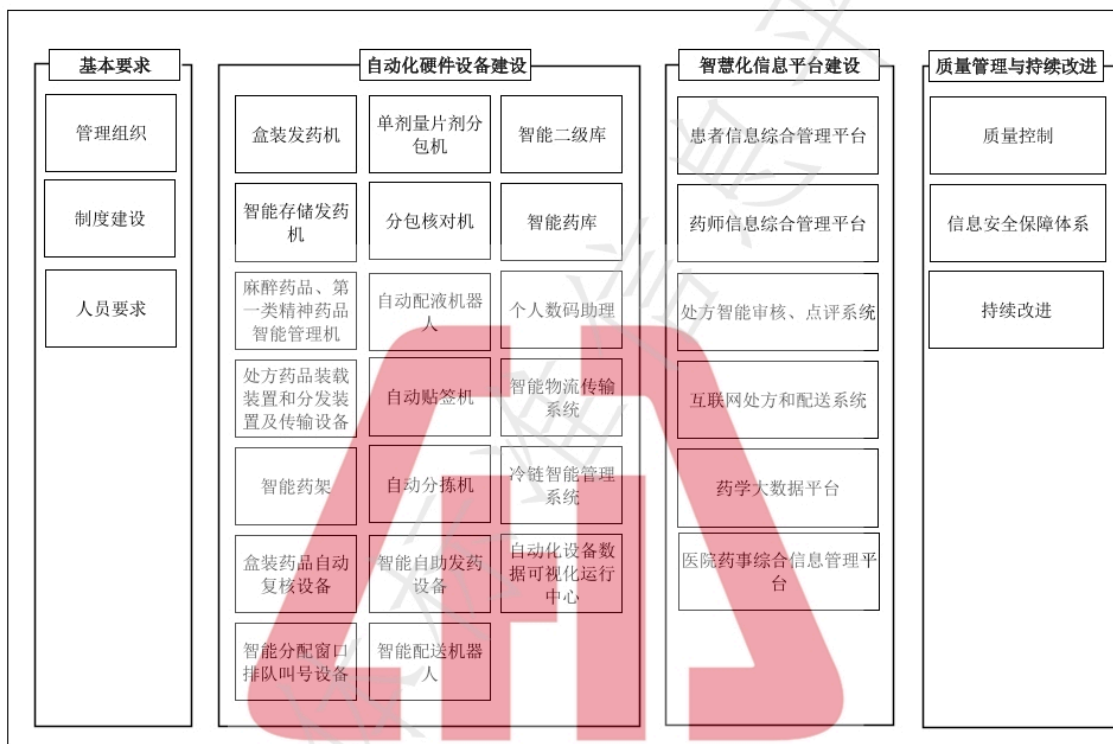 基本要求
管理组织
制度建设
人员要求
自动化硬件设备建设
盒装发药机
单剂量片剂分
包机
智能二级库
智能存储发药
机
分包核对机
智能药库
麻醉药品、第
一类精神药品
智能管理机
自动配液机器
人
个人数码助理
处方药品装载
装置和分发装
置及传输设备
自动贴签机
智能物流传输
系统
智能药架
自动分拣机
冷链智能管理
系统
盒装药品自动
复核设备
智能自助发药
设备
自动化设备数
据可视化运行
中心
智能分配窗口
排队叫号设备
智能配送机器
人
智慧化信息平台建设
患者信息综合管理平台
药师信息综合管理平台
处方智能审核、点评系统
互联网处方和配送系统
药学大数据平台
医院药事综合信息管理平
台
质量管理与持续改进
质量控制
信息安全保障体系
持续改进